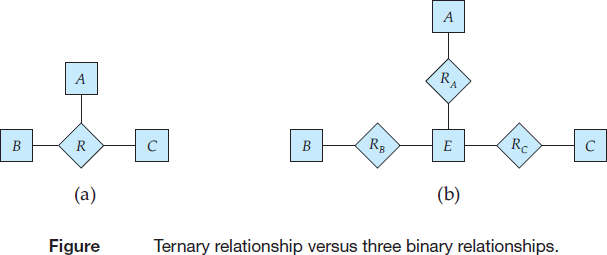 A
B R C
(a)
A
R_A
B R_B E R_C C
(b)
Figure Ternary relationship versus three binary relationships.